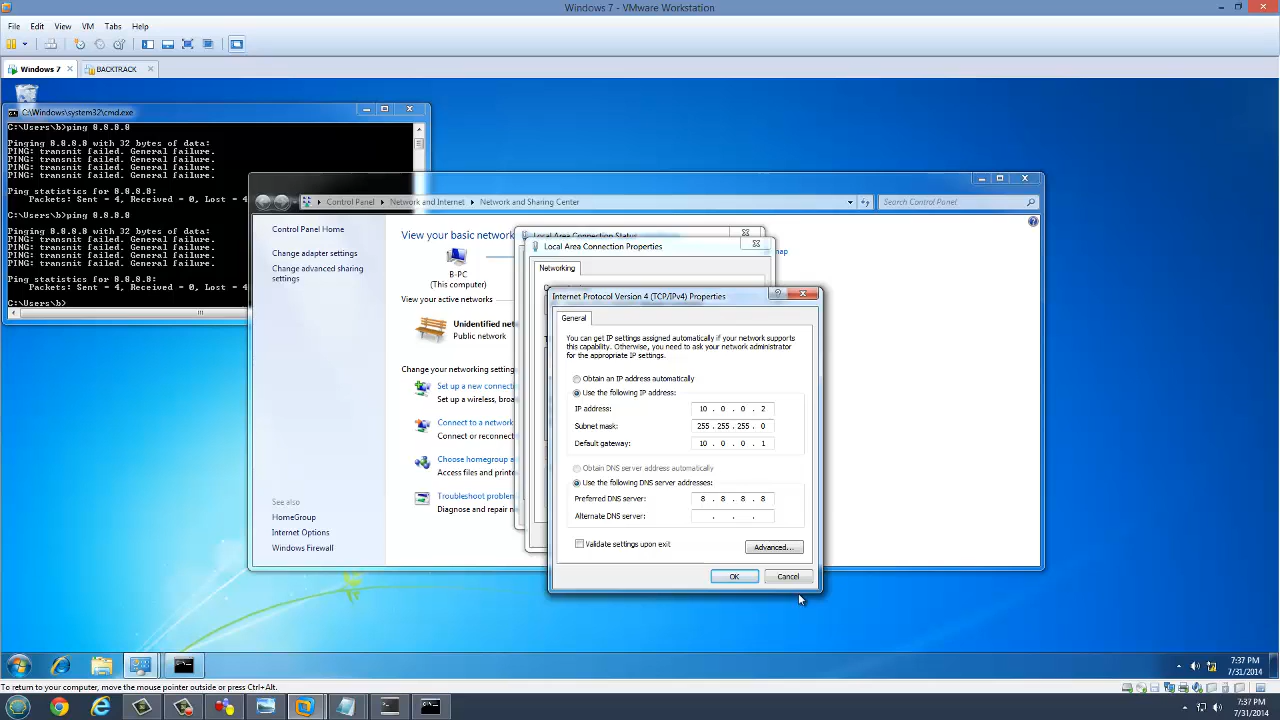 Windows 7 - VMware Workstation
File Edit View VM Tabs Help
Windows 7
BACKTRACK
C:\Windows\system32\cmd.exe
C:\Users\b>ping 8.8.8.8
Pinging 8.8.8.8 with 32 bytes of data:
PING: transmit failed. General failure.
PING: transmit failed. General failure.
PING: transmit failed. General failure.
PING: transmit failed. General failure.
Ping statistics for 8.8.8.8:
Packets: Sent = 4, Received = 0, Lost = 4
C:\Users\b>ping 8.8.8.8
Pinging 8.8.8.8 with 32 bytes of data:
PING: transmit failed. General failure.
PING: transmit failed. General failure.
PING: transmit failed. General failure.
PING: transmit failed. General failure.
Ping statistics for 8.8.8.8:
Packets: Sent = 4, Received = 0, Lost = 4
C:\Users\b>
Control Panel Network and Internet Network and Sharing Center
Search Control Panel
Control Panel Home
Change adapter settings
Change advanced sharing
settings
See also
HomeGroup
Internet Options
Windows Firewall
View your basic network
B-PC
(This computer)
View your active networks
Unidentified net
Public network
Change your networking setting
Set up a new connect
Set up a wireless, broa
Connect to a network
Connect or reconnect
Choose homegroup a
Access files and printe
Troubleshoot problem
Diagnose and repair n
map
Local Area Connection Status
Local Area Connection Properties
Networking
Internet Protocol Version 4 (TCP/IPv4) Properties
General
You can get IP settings assigned automatically if your network supports
this capability. Otherwise, you need to ask your network administrator
for the appropriate IP settings.
Obtain an IP address automatically
Use the following IP address:
IP address: 10 . 0 . 0 . 2
Subnet mask: 255 . 255 . 255 . 0
Default gateway: 10 . 0 . 0 . 1
Obtain DNS server address automatically
Use the following DNS server addresses:
Preferred DNS server: 8 . 8 . 8 . 8
Alternate DNS server: . . .
Validate settings upon exit
Advanced...
OK
Cancel
7:37 PM
7/31/2014
To return to your computer, move the mouse pointer outside or press Ctrl+Alt.
7:37 PM
7/31/2014